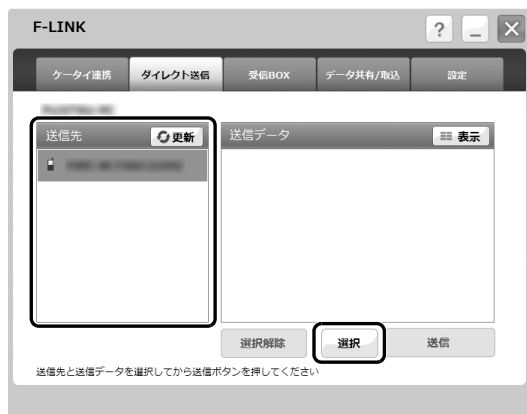 F-LINK
? _ ×
ケータイ連携 ダイレクト送信 受信BOX データ共有/取込 設定
送信先 更新 送信データ 表示
選択解除 選択 送信
送信先と送信データを選択してから送信ボタンを押してください